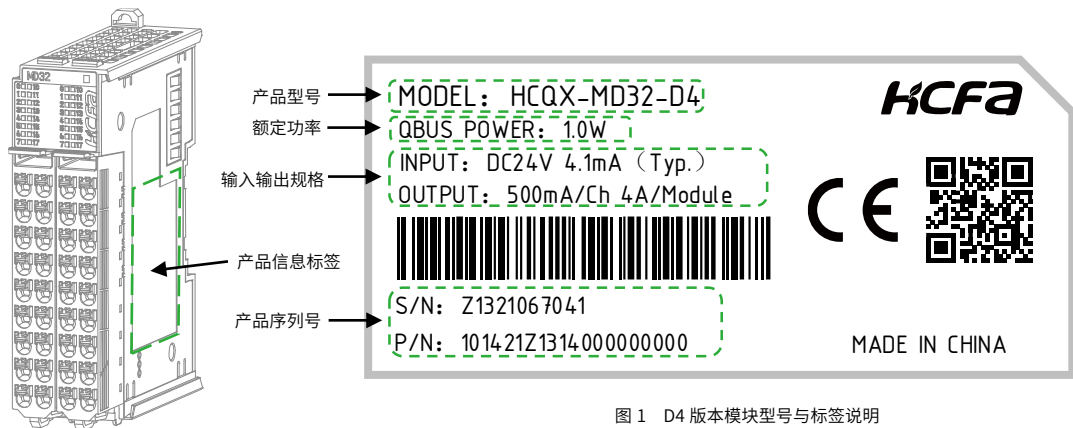 MD32
HCFA
产品型号
额定功率
输入输出规格
产品信息标签
产品序列号
MODEL: HCQX-MD32-D4
QBUS POWER: 1.0W
INPUT: DC24V 4.1mA（Typ.）
OUTPUT: 500mA/Ch 4A/Module
S/N: Z1321067041
P/N: 101421Z1314000000000
HCFA
CE
MADE IN CHINA
图 1 D4 版本模块型号与标签说明